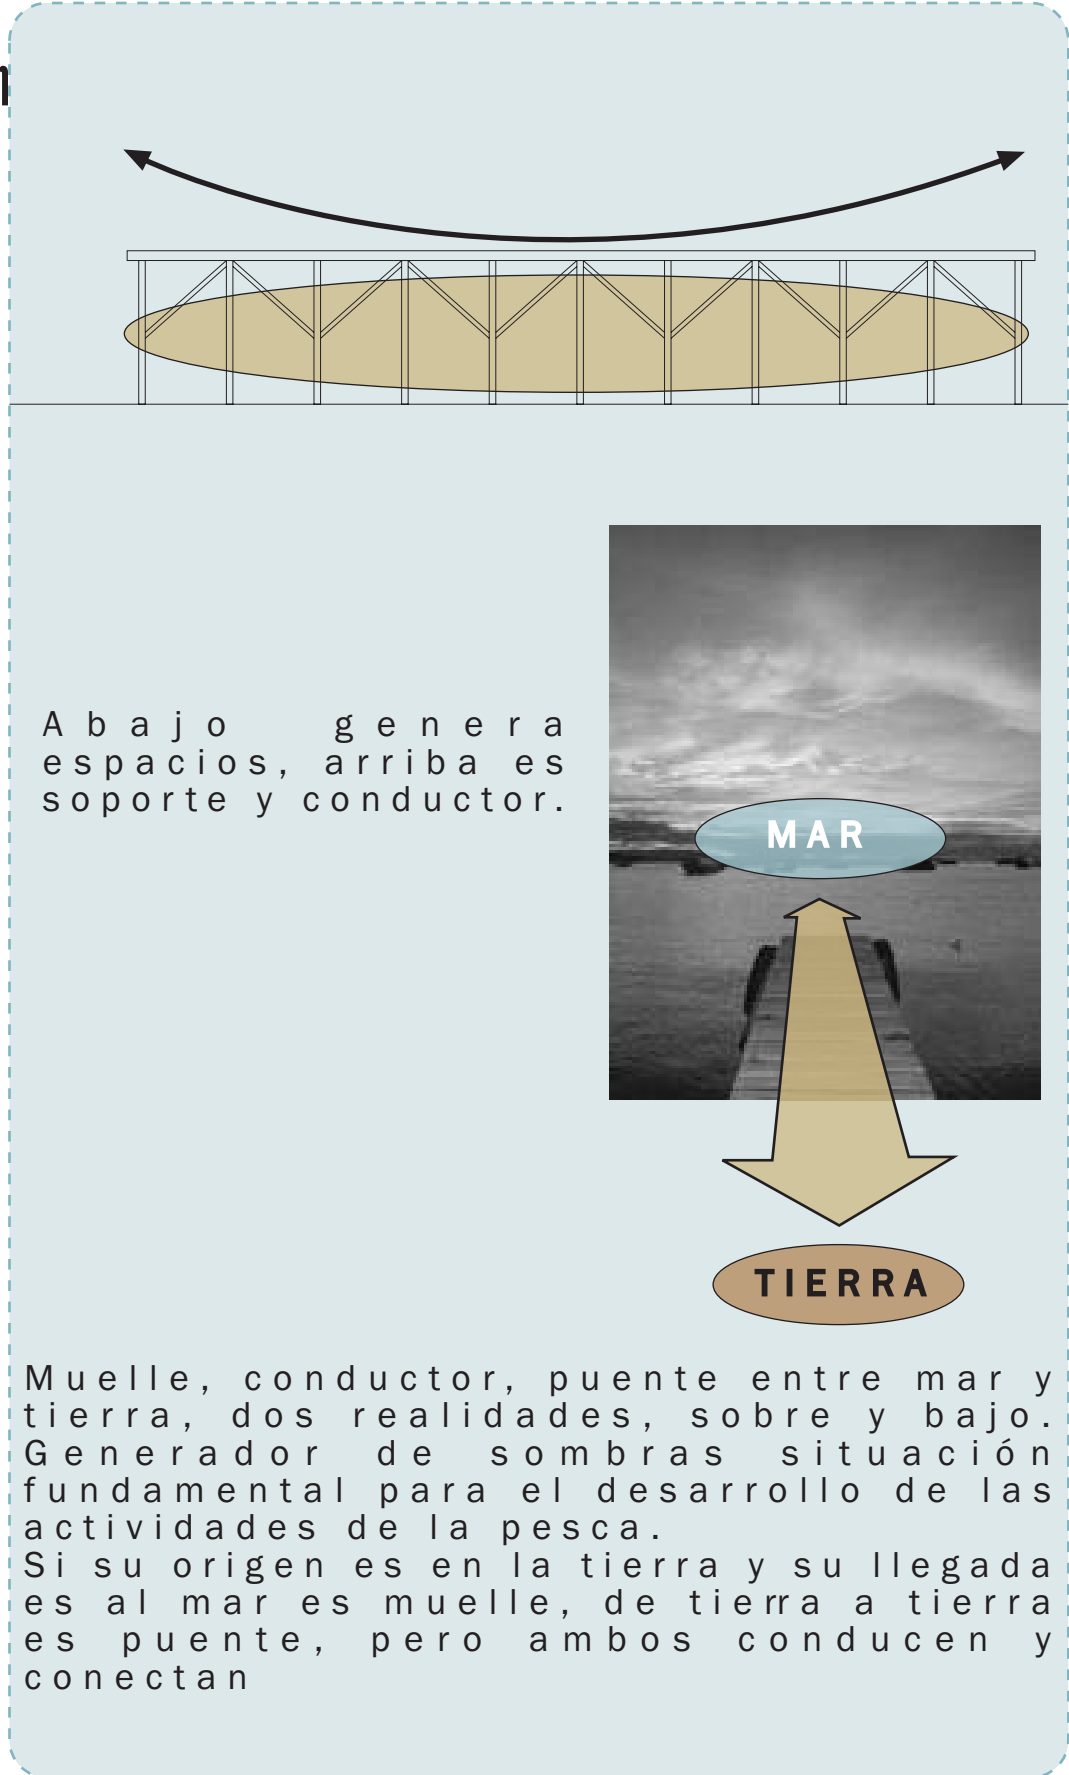 Abajo genera
espacios, arriba es
soporte y conductor.
MAR
TIERRA
Muelle, conductor, puente entre mar y
tierra, dos realidades, sobre y bajo.
Generador de sombras situación
fundamental para el desarrollo de las
actividades de la pesca.
Si su origen es en la tierra y su llegada
es al mar es muelle, de tierra a tierra
es puente, pero ambos conducen y
conectan